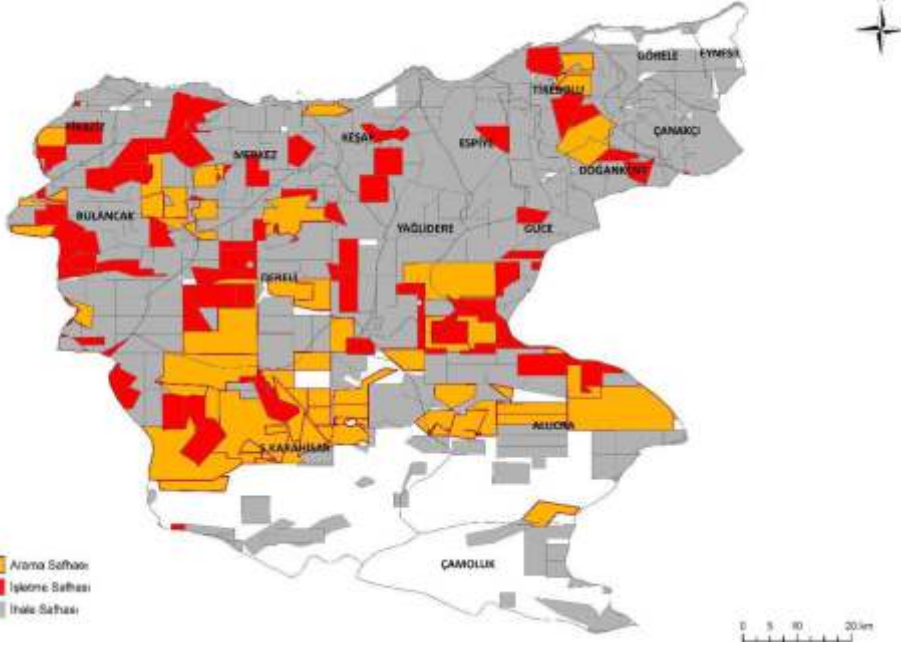 GÖRELE
EYNESİL
TİREBOLU
PİRAZİZ
KEŞAP
ÇANAKÇI
ESPİYE
MERKEZ
DOĞANKENT
BULANCAK
YAĞLIDERE
GÜCE
DERELİ
ALUCRA
Ş.KARAHİSAR
ÇAMOLUK
Arama Safhası
İşletme Safhası
İhale Safhası
0 5 10 20 km